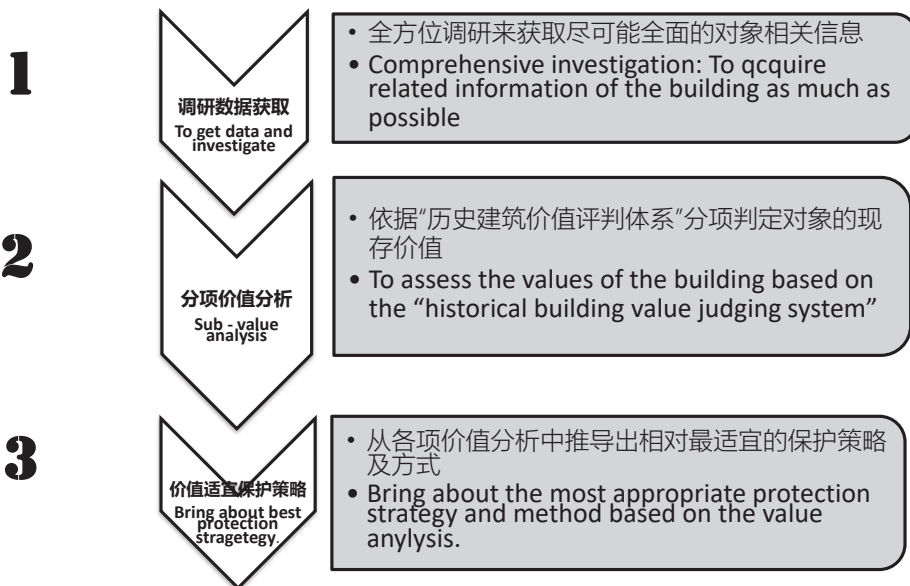 1
调研数据获取
To get data and
investigate
• 全方位调研来获取尽可能全面的对象相关信息
• Comprehensive investigation: To qcquire
related information of the building as much as
possible
2
分项价值分析
Sub - value
analysis
• 依据“历史建筑价值评判体系”分项判定对象的现
存价值
• To assess the values of the building based on
the “historical building value judging system”
3
价值适宜保护策略
Bring about best
protection
stragetegy.
• 从各项价值分析中推导出相对最适宜的保护策略
及方式
• Bring about the most appropriate protection
strategy and method based on the value
anylysis.